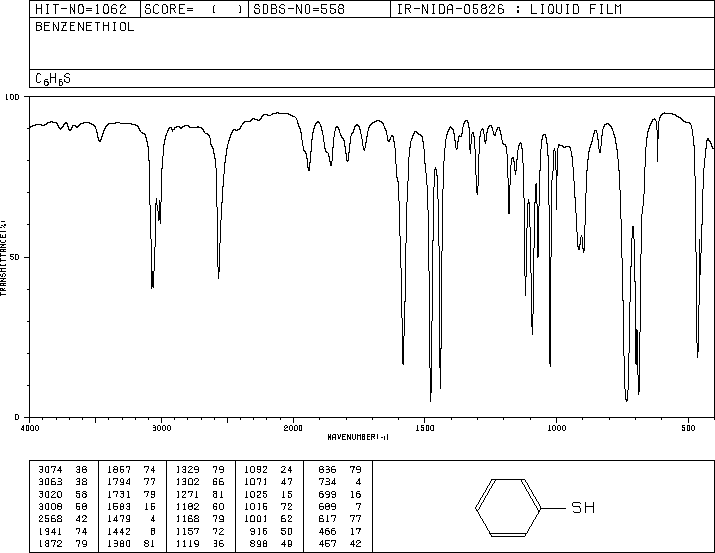 HIT-NO=1062 SCORE= ( ) SDBS-NO=558 IR-NIDA-05826 : LIQUID FILM
BENZENETHIOL
C6H6S
100
50
0
TRANSMITTANCE(%)
4000 3000 2000 1500 1000 500
WAVENUMBER(-1)
3074 38 1867 74 1329 79 1092 24 836 79
3063 38 1794 77 1302 66 1071 47 734 4
3020 58 1731 79 1271 81 1025 15 699 16
3008 60 1583 16 1182 60 1016 72 689 7
2568 42 1479 4 1168 79 1001 62 617 77
1941 74 1442 8 1157 72 916 50 466 17
1872 79 1380 81 1119 36 898 49 457 42
SH